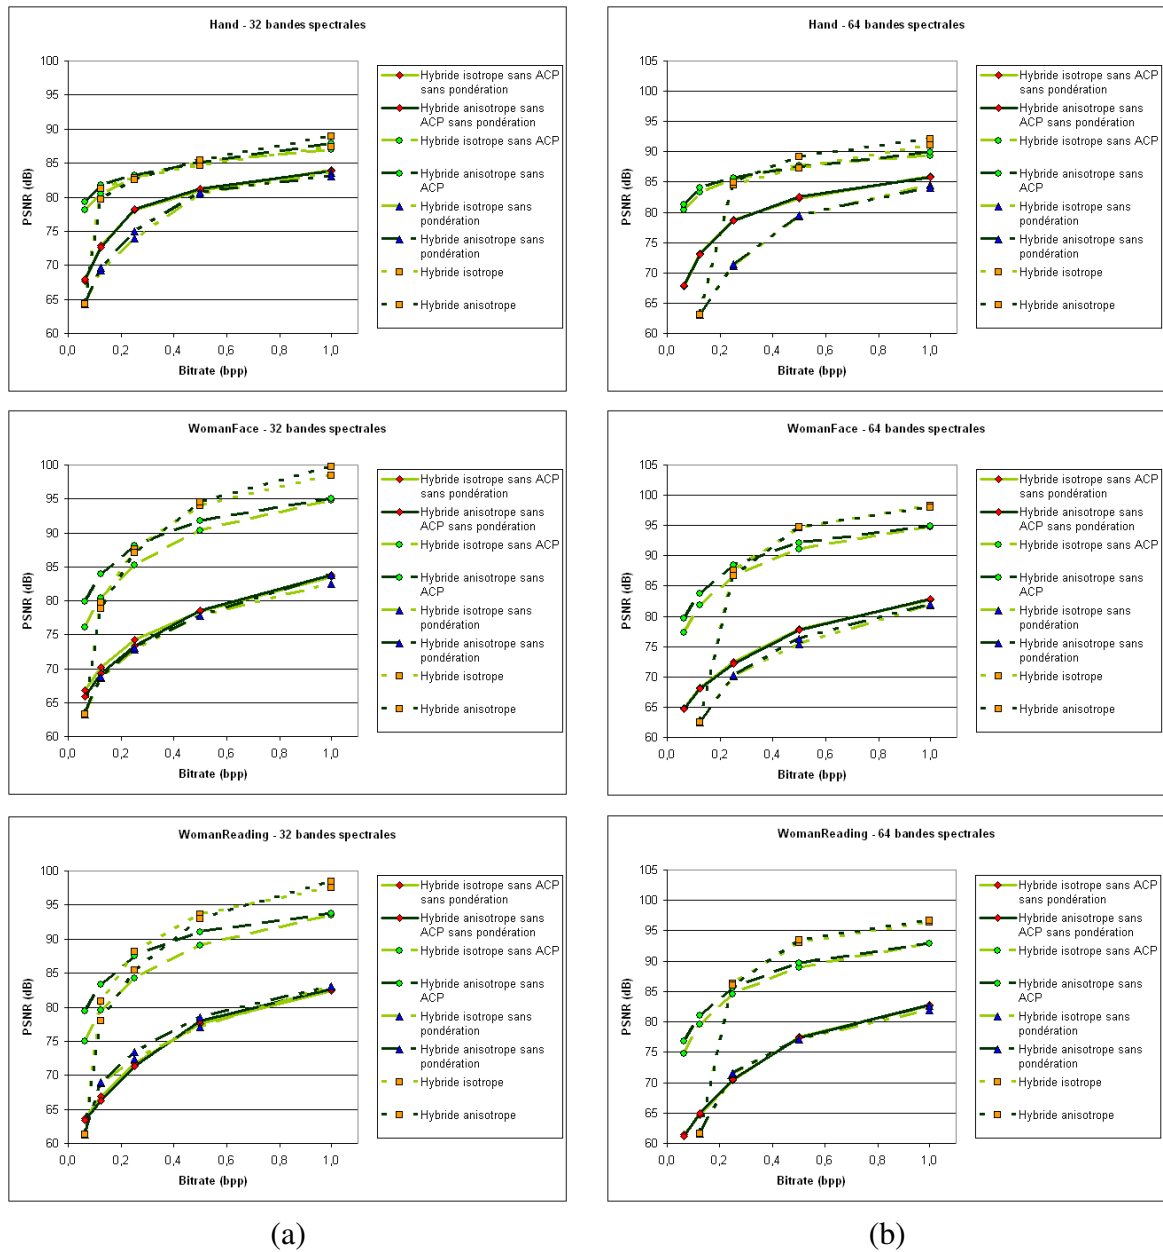 Hand - 32 bandes spectrales
100
95
90
85
80
75
70
65
60
PSNR (dB)
0,0
0,2
0,4
0,6
0,8
1,0
Bitrate (bpp)
Hybride isotrope sans ACP
sans pondération
Hybride anisotrope sans
ACP sans pondération
Hybride isotrope sans ACP
Hybride anisotrope sans
ACP
Hybride isotrope sans
pondération
Hybride anisotrope sans
pondération
Hybride isotrope
Hybride anisotrope
Hand - 64 bandes spectrales
105
100
95
90
85
80
75
70
65
60
PSNR (dB)
0,0
0,2
0,4
0,6
0,8
1,0
Bitrate (bpp)
Hybride isotrope sans ACP
sans pondération
Hybride anisotrope sans
ACP sans pondération
Hybride isotrope sans ACP
Hybride anisotrope sans
ACP
Hybride isotrope sans
pondération
Hybride anisotrope sans
pondération
Hybride isotrope
Hybride anisotrope
WomanFace - 32 bandes spectrales
100
95
90
85
80
75
70
65
60
PSNR (dB)
0,0
0,2
0,4
0,6
0,8
1,0
Bitrate (bpp)
Hybride isotrope sans ACP
sans pondération
Hybride anisotrope sans
ACP sans pondération
Hybride isotrope sans ACP
Hybride anisotrope sans
ACP
Hybride isotrope sans
pondération
Hybride anisotrope sans
pondération
Hybride isotrope
Hybride anisotrope
WomanFace - 64 bandes spectrales
105
100
95
90
85
80
75
70
65
60
PSNR (dB)
0,0
0,2
0,4
0,6
0,8
1,0
Bitrate (bpp)
Hybride isotrope sans ACP
sans pondération
Hybride anisotrope sans
ACP sans pondération
Hybride isotrope sans ACP
Hybride anisotrope sans
ACP
Hybride isotrope sans
pondération
Hybride anisotrope sans
pondération
Hybride isotrope
Hybride anisotrope
WomanReading - 32 bandes spectrales
100
95
90
85
80
75
70
65
60
PSNR (dB)
0,0
0,2
0,4
0,6
0,8
1,0
Bitrate (bpp)
Hybride isotrope sans ACP
sans pondération
Hybride anisotrope sans
ACP sans pondération
Hybride isotrope sans ACP
Hybride anisotrope sans
ACP
Hybride isotrope sans
pondération
Hybride anisotrope sans
pondération
Hybride isotrope
Hybride anisotrope
WomanReading - 64 bandes spectrales
105
100
95
90
85
80
75
70
65
60
PSNR (dB)
0,0
0,2
0,4
0,6
0,8
1,0
Bitrate (bpp)
Hybride isotrope sans ACP
sans pondération
Hybride anisotrope sans
ACP sans pondération
Hybride isotrope sans ACP
Hybride anisotrope sans
ACP
Hybride isotrope sans
pondération
Hybride anisotrope sans
pondération
Hybride isotrope
Hybride anisotrope
(a)
(b)